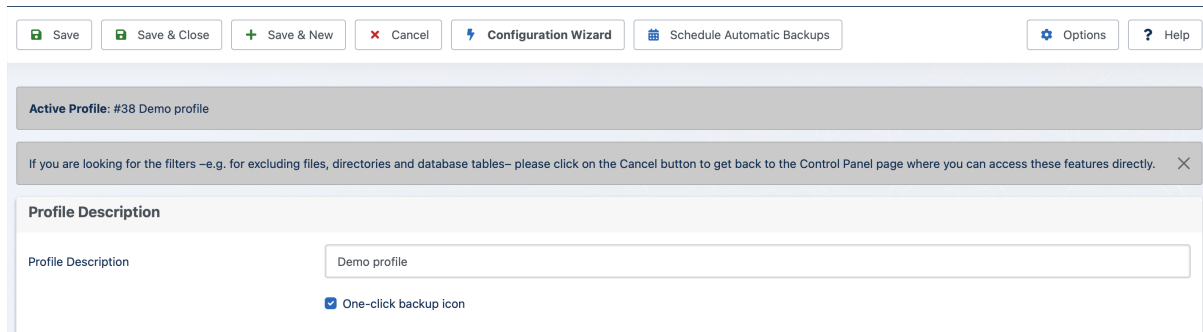 Save Save & Close Save & New Cancel Configuration Wizard Schedule Automatic Backups Options ? Help
Active Profile: #38 Demo profile
If you are looking for the filters –e.g. for excluding files, directories and database tables– please click on the Cancel button to get back to the Control Panel page where you can access these features directly.
Profile Description
Profile Description Demo profile
One-click backup icon